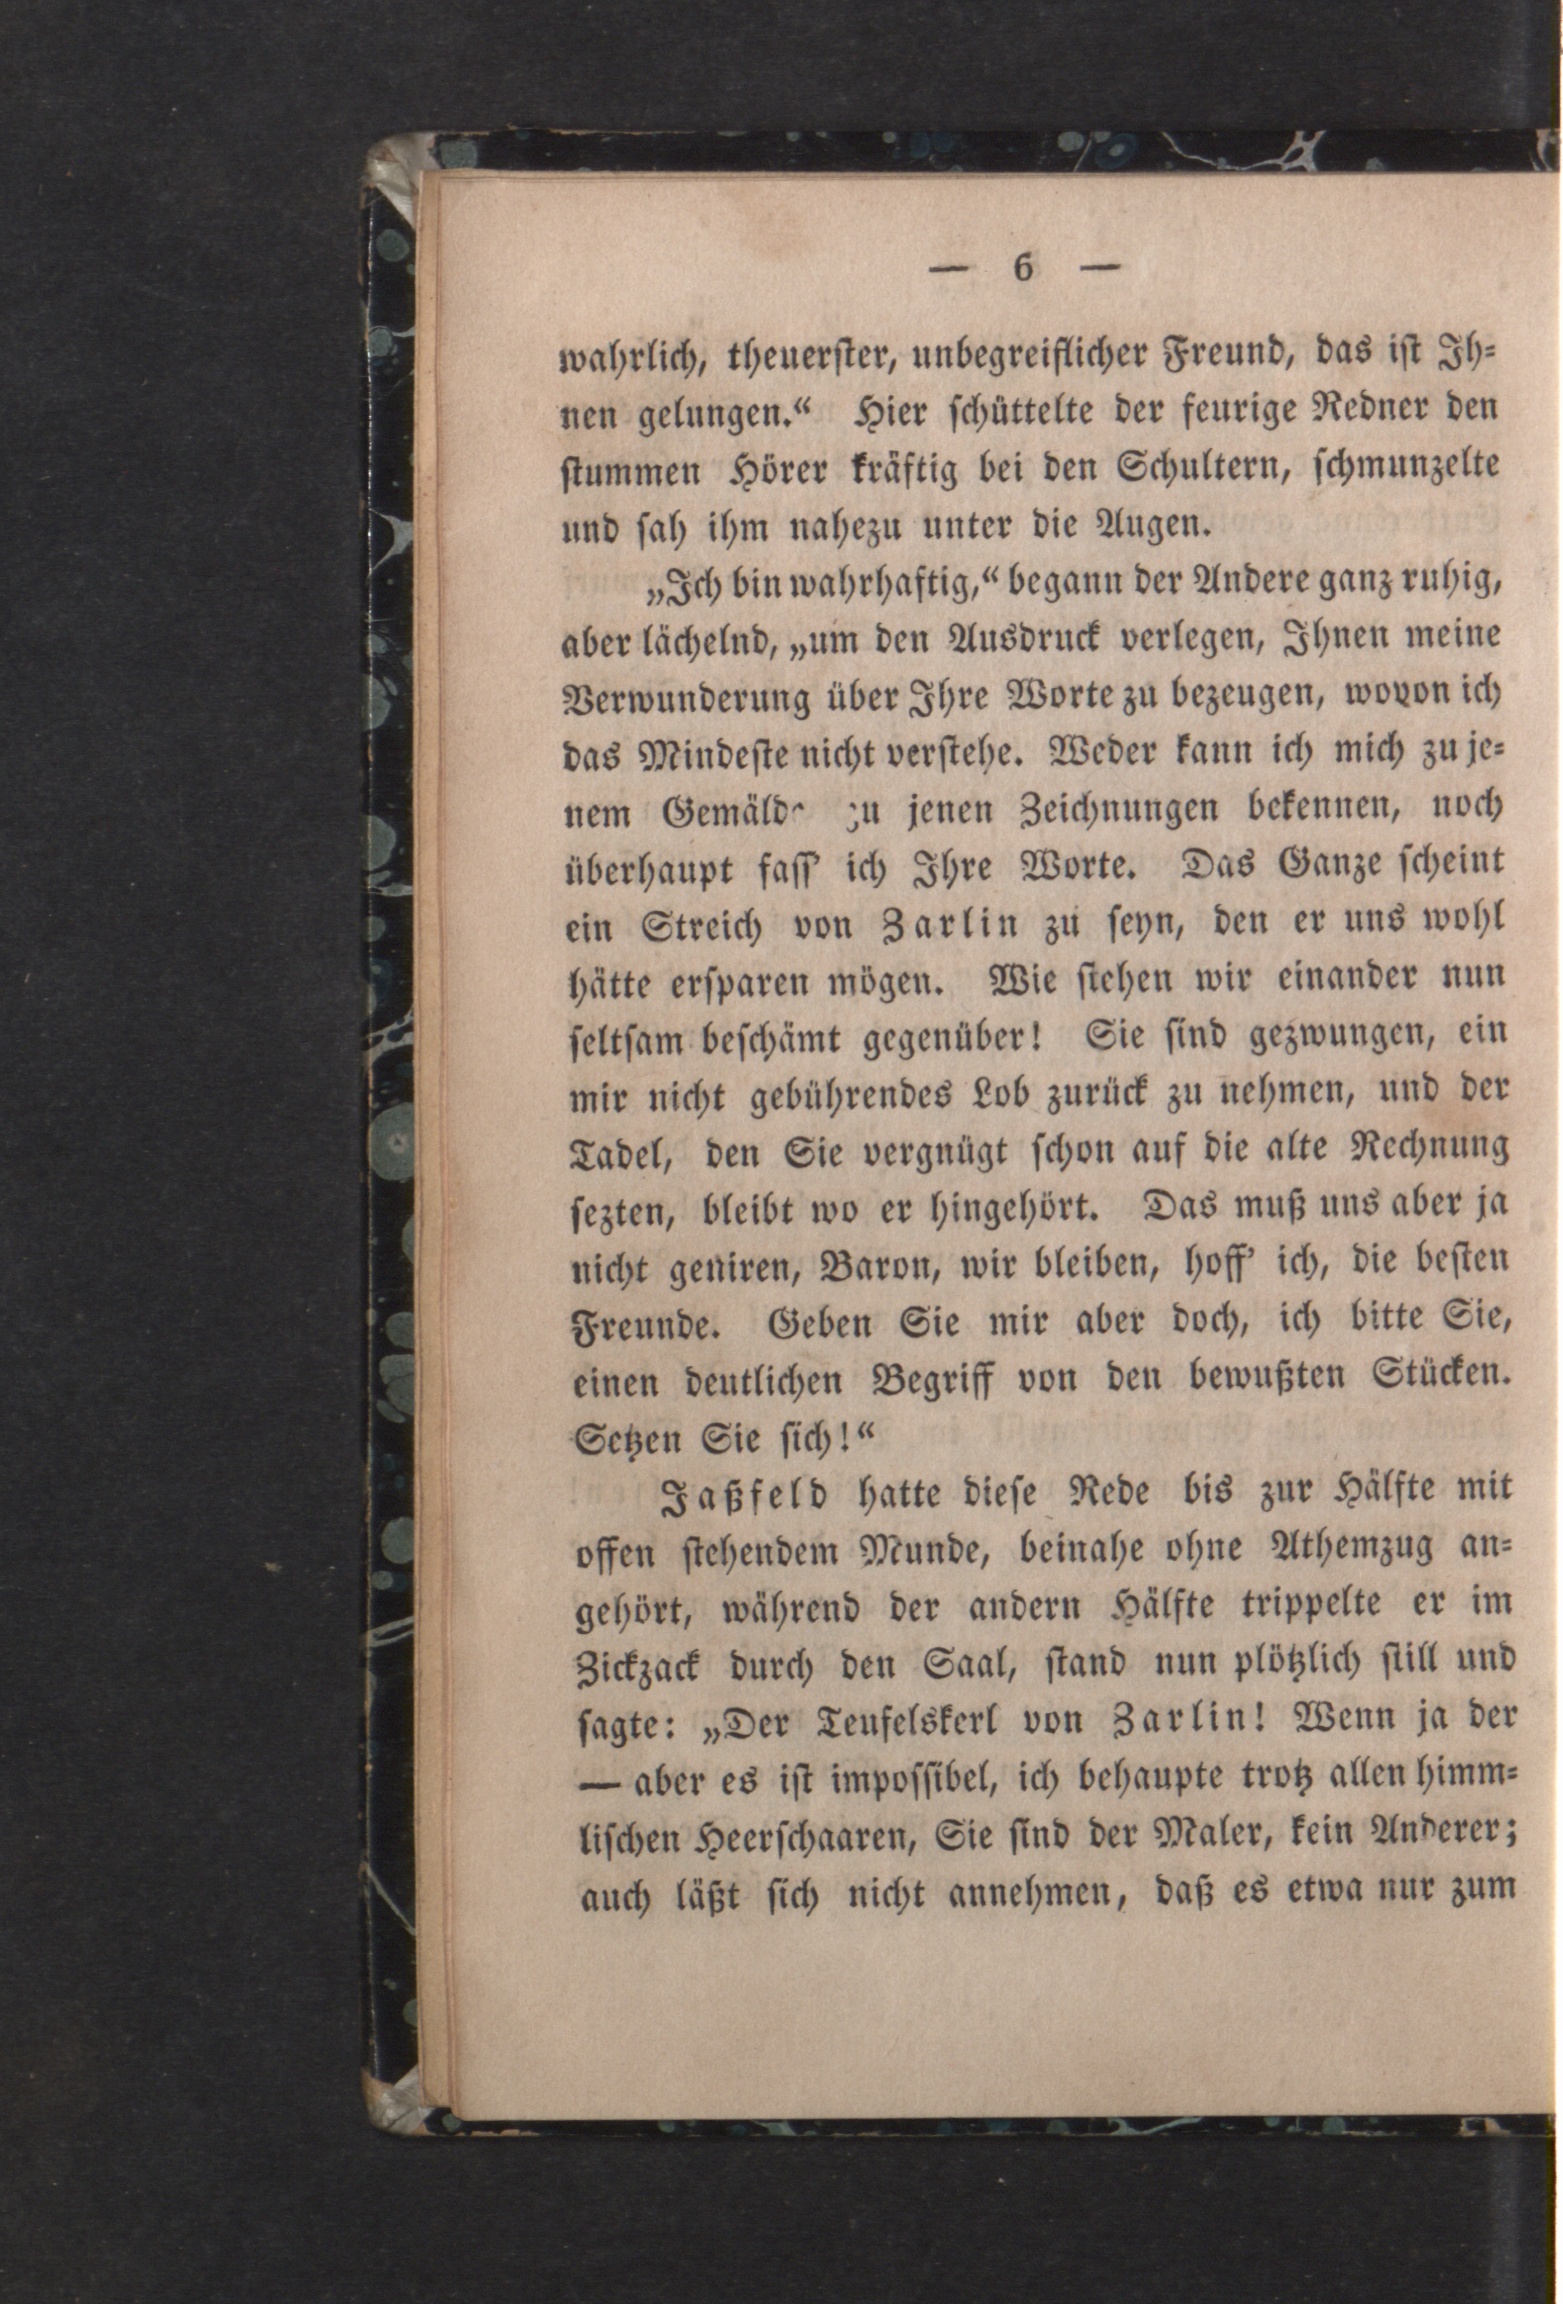 — 6 —
wahrlich, theuerſter, unbegreiflicher Freund, das iſt Ih⸗
nen gelungen.“ Hier ſchüttelte der feurige Redner den
ſtummen Hörer kräftig bei den Schultern, ſchmunzelte
und ſah ihm nahezu unter die Augen.
„Ich bin wahrhaftig,“ begann der Andere ganz ruhig,
aber lächelnd, „um den Ausdruck verlegen, Ihnen meine
Verwunderung über Ihre Worte zu bezeugen, wovon ich
das Mindeſte nicht verſtehe. Weder kann ich mich zu je⸗
nem Gemälde zu jenen Zeichnungen bekennen, noch
überhaupt faſſ’ ich Ihre Worte. Das Ganze ſcheint
ein Streich von Zarlin zu ſeyn, den er uns wohl
hätte erſparen mögen. Wie ſtehen wir einander nun
ſeltſam beſchämt gegenüber! Sie ſind gezwungen, ein
mir nicht gebührendes Lob zurück zu nehmen, und der
Tadel, den Sie vergnügt ſchon auf die alte Rechnung
ſezten, bleibt wo er hingehört. Das muß uns aber ja
nicht geniren, Baron, wir bleiben, hoff’ ich, die beſten
Freunde. Geben Sie mir aber doch, ich bitte Sie,
einen deutlichen Begriff von den bewußten Stücken.
Setzen Sie ſich!“
Jaßfeld hatte dieſe Rede bis zur Hälfte mit
offen ſtehendem Munde, beinahe ohne Athemzug an⸗
gehört, während der andern Hälfte trippelte er im
Zickzack durch den Saal, ſtand nun plötzlich ſtill und
ſagte: „Der Teufelskerl von Zarlin! Wenn ja der
— aber es iſt impoſſibel, ich behaupte trotz allen himm⸗
liſchen Heerſchaaren, Sie ſind der Maler, kein Anderer;
auch läßt ſich nicht annehmen, daß es etwa nur zum